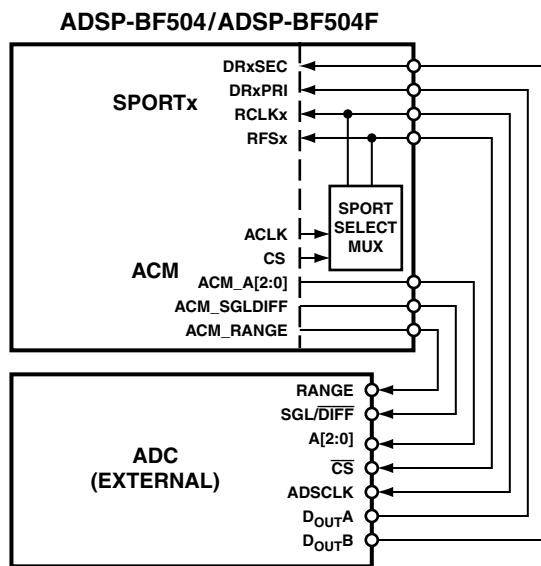 ADSP-BF504/ADSP-BF504F
DRxSEC
DRxPRI
SPORTx
RCLKx
RFSx
SPORT
SELECT
MUX
ACLK
CS
ACM
ACM_A[2:0]
ACM_SGLDIFF
ACM_RANGE
RANGE
SGL/DIFF
A[2:0]
ADC
(EXTERNAL)
CS
ADSCLK
DOUTA
DOUTB